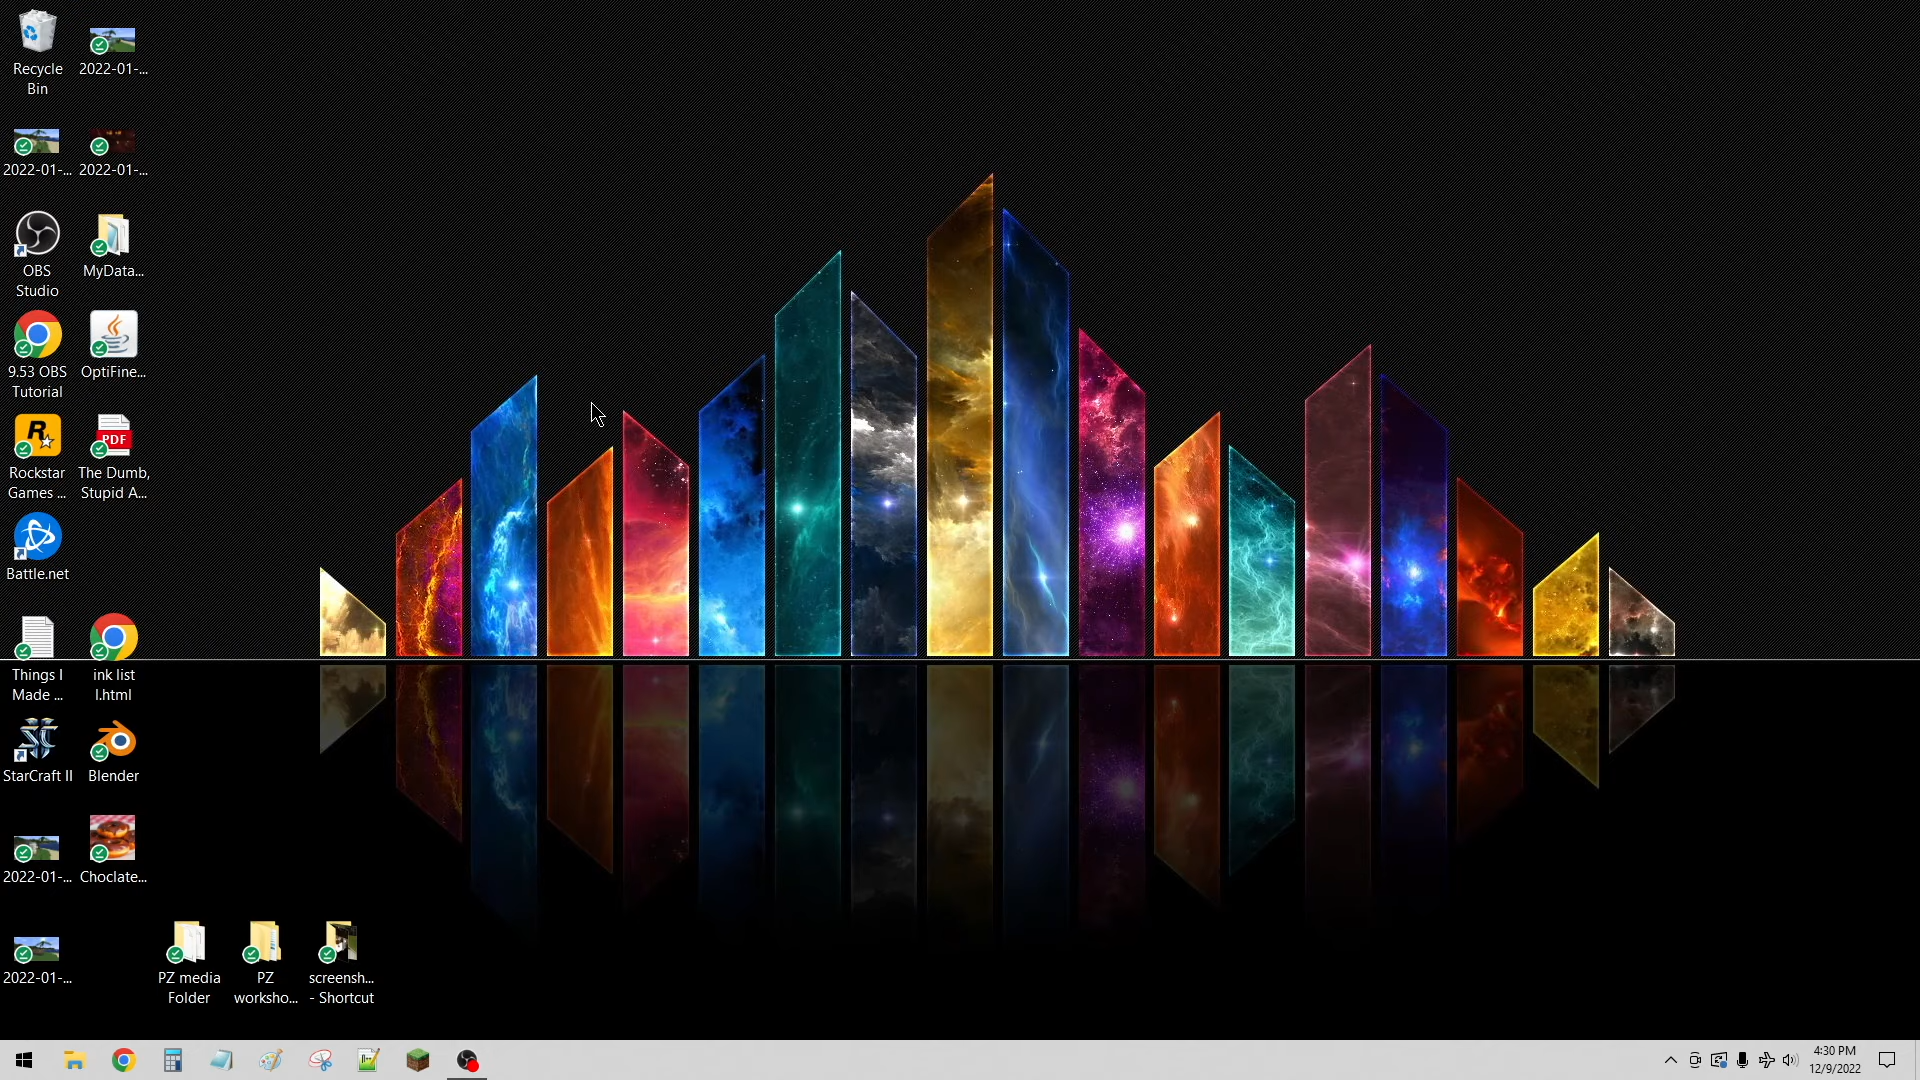 Recycle
Bin
2022-01-...
2022-01-...
2022-01-...
OBS
Studio
MyData...
9.53 OBS
Tutorial
OptiFine...
Rockstar
Games ...
PDF
The Dumb,
Stupid A...
Battle.net
Things I
Made ...
ink list
l.html
StarCraft II
Blender
2022-01-...
Choclate...
2022-01-...
PZ media
Folder
PZ
worksho...
screensh...
- Shortcut
4:30 PM
12/9/2022